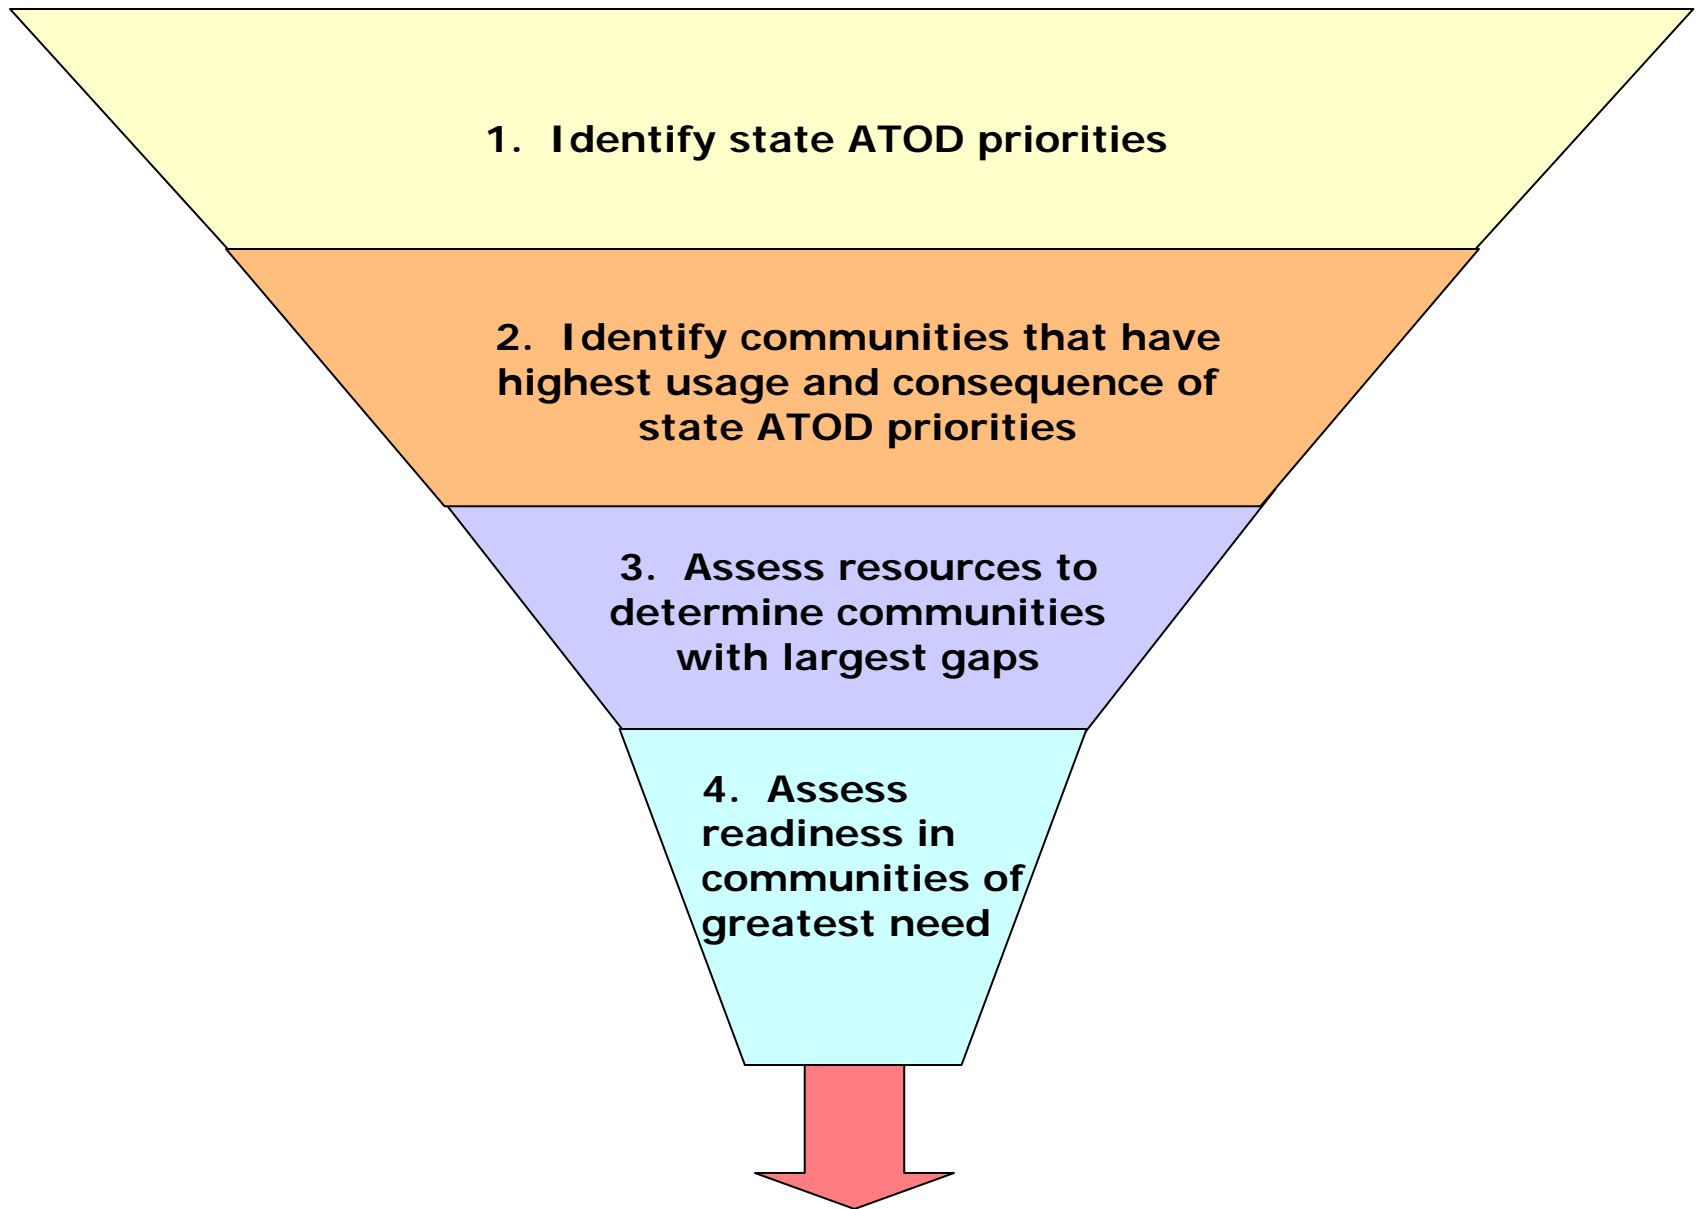 1. Identify state ATOD priorities
2. Identify communities that have
highest usage and consequence of
state ATOD priorities
3. Assess resources to
determine communities
with largest gaps
4. Assess
readiness in
communities of
greatest need